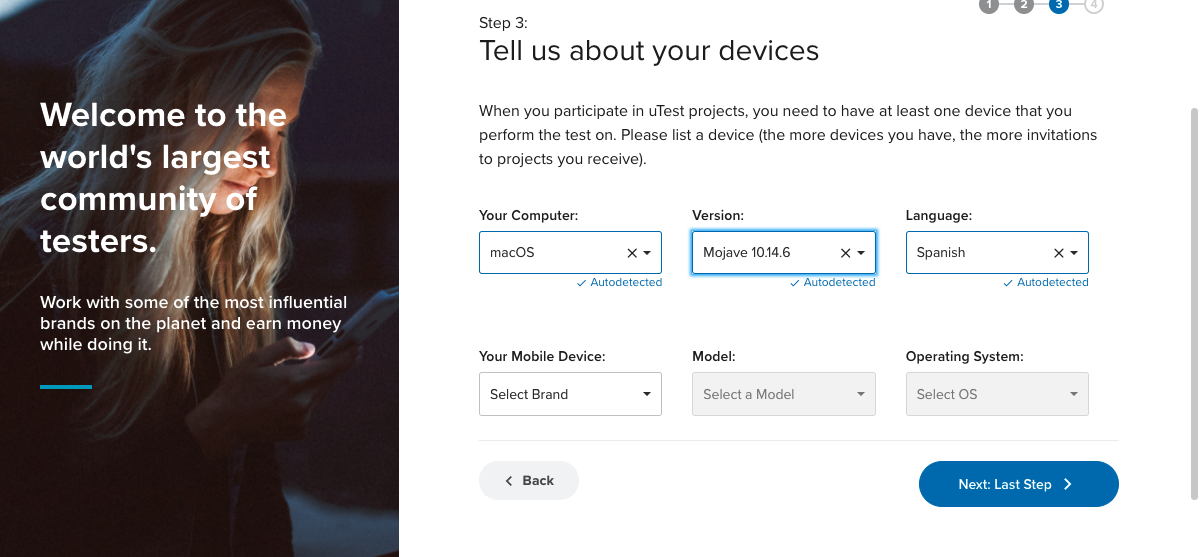 Welcome to the
world's largest
community of
testers.
Work with some of the most influential
brands on the planet and earn money
while doing it.
1 2 3 4
Step 3:
Tell us about your devices
When you participate in uTest projects, you need to have at least one device that you
perform the test on. Please list a device (the more devices you have, the more invitations
to projects you receive).
Your Computer: Version: Language:
macOS Mojave 10.14.6 Spanish
Autodetected Autodetected Autodetected
Your Mobile Device: Model: Operating System:
Select Brand Select a Model Select OS
Back Next: Last Step